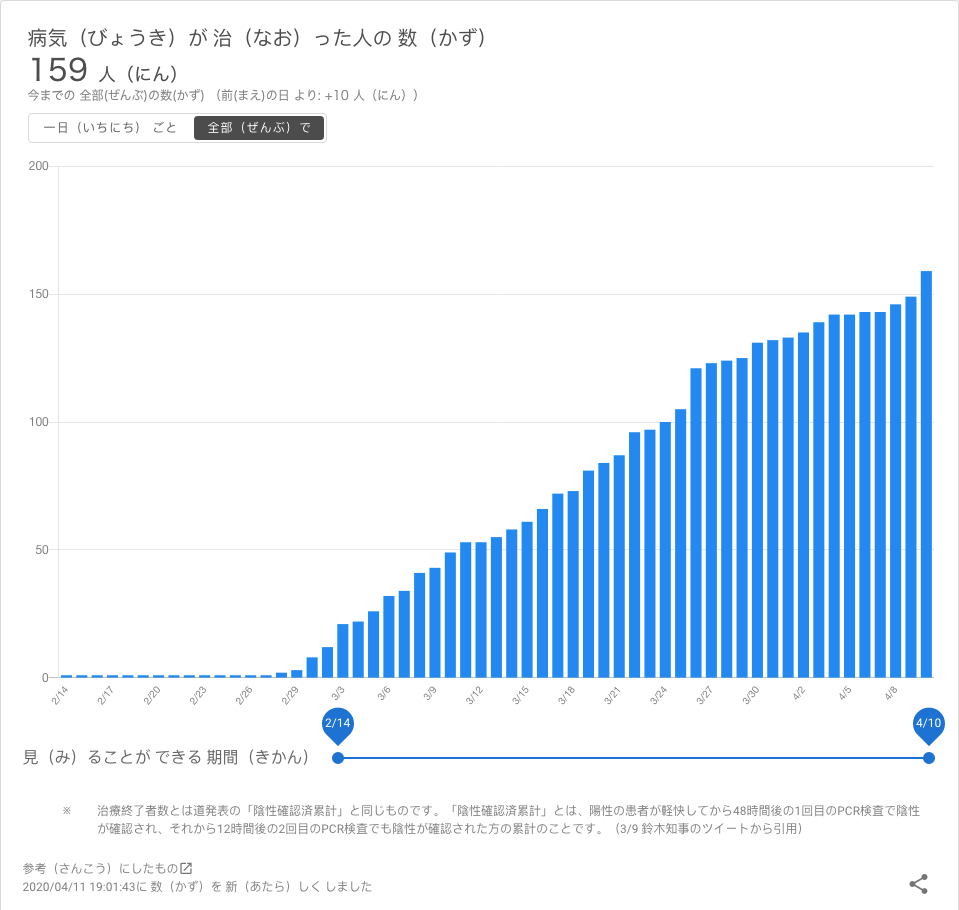 病気（びょうき）が 治（なお）った人の 数（かず）
159 人（にん）
今までの 全部(ぜんぶ)の数(かず) （前(まえ)の日 より: +10 人（にん））
一日（いちにち） ごと 全部（ぜんぶ）で
200
150
100
50
0
2/14 2/17 2/20 2/23 2/26 2/29 3/3 3/6 3/9 3/12 3/15 3/18 3/21 3/24 3/27 3/30 4/2 4/5 4/8
2/14 4/10
見（み）ることが できる 期間（きかん）
※ 治療終了者数とは道発表の「陰性確認済累計」と同じものです。「陰性確認済累計」とは、陽性の患者が軽快してから48時間後の1回目のPCR検査で陰性
が確認され、それから12時間後の2回目のPCR検査でも陰性が確認された方の累計のことです。（3/9 鈴木知事のツイートから引用）
参考（さんこう）にしたもの
2020/04/11 19:01:43に 数（かず）を 新（あたら）しく しました